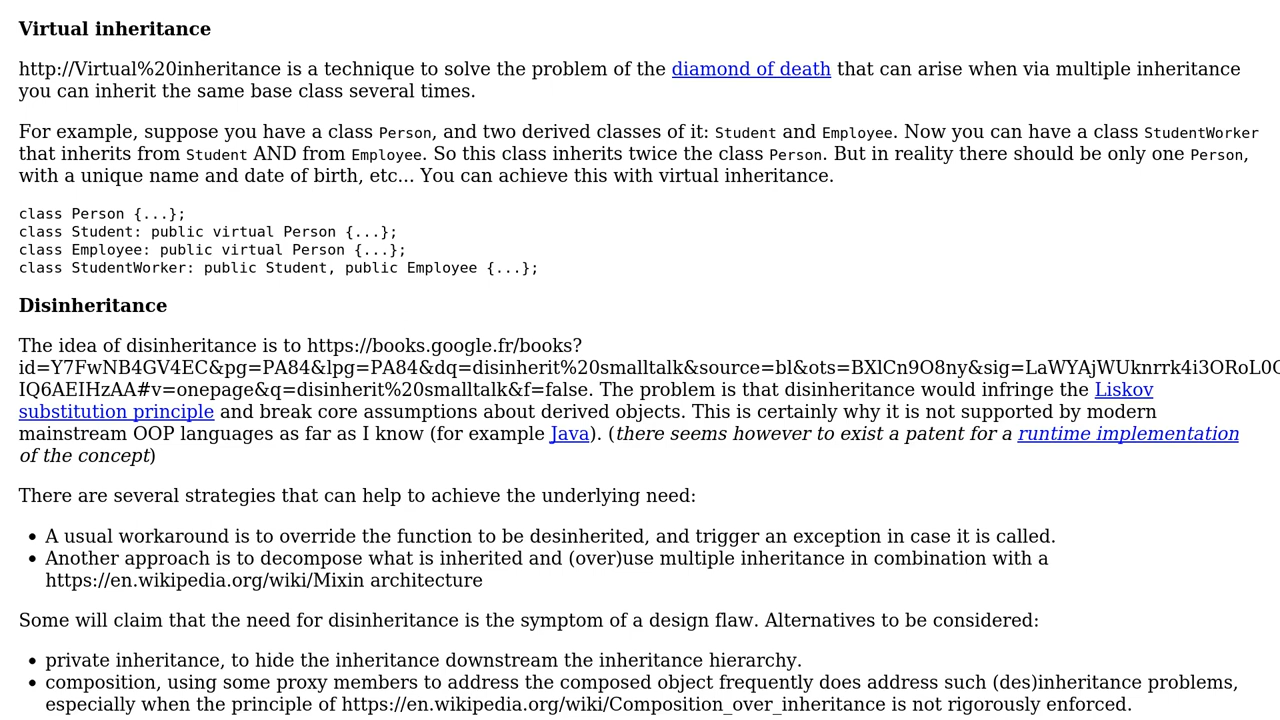 Virtual inheritance
http://Virtual%20inheritance is a technique to solve the problem of the diamond of death that can arise when via multiple inheritance
you can inherit the same base class several times.
For example, suppose you have a class Person, and two derived classes of it: Student and Employee. Now you can have a class StudentWorker
that inherits from Student AND from Employee. So this class inherits twice the class Person. But in reality there should be only one Person,
with a unique name and date of birth, etc... You can achieve this with virtual inheritance.
class Person {...};
class Student: public virtual Person {...};
class Employee: public virtual Person {...};
class StudentWorker: public Student, public Employee {...};
Disinheritance
The idea of disinheritance is to https://books.google.fr/books?
id=Y7FwNB4GV4EC&pg=PA84&lpg=PA84&dq=disinherit%20smalltalk&source=bl&ots=BXlCn9O8ny&sig=LaWYAjWUknrrk4i3ORoL0
IQ6AEIHzAA#v=onepage&q=disinherit%20smalltalk&f=false. The problem is that disinheritance would infringe the Liskov
substitution principle and break core assumptions about derived objects. This is certainly why it is not supported by modern
mainstream OOP languages as far as I know (for example Java). (there seems however to exist a patent for a runtime implementation
of the concept)
There are several strategies that can help to achieve the underlying need:
• A usual workaround is to override the function to be desinherited, and trigger an exception in case it is called.
• Another approach is to decompose what is inherited and (over)use multiple inheritance in combination with a
https://en.wikipedia.org/wiki/Mixin architecture
Some will claim that the need for disinheritance is the symptom of a design flaw. Alternatives to be considered:
• private inheritance, to hide the inheritance downstream the inheritance hierarchy.
• composition, using some proxy members to address the composed object frequently does address such (des)inheritance problems,
especially when the principle of https://en.wikipedia.org/wiki/Composition_over_inheritance is not rigorously enforced.